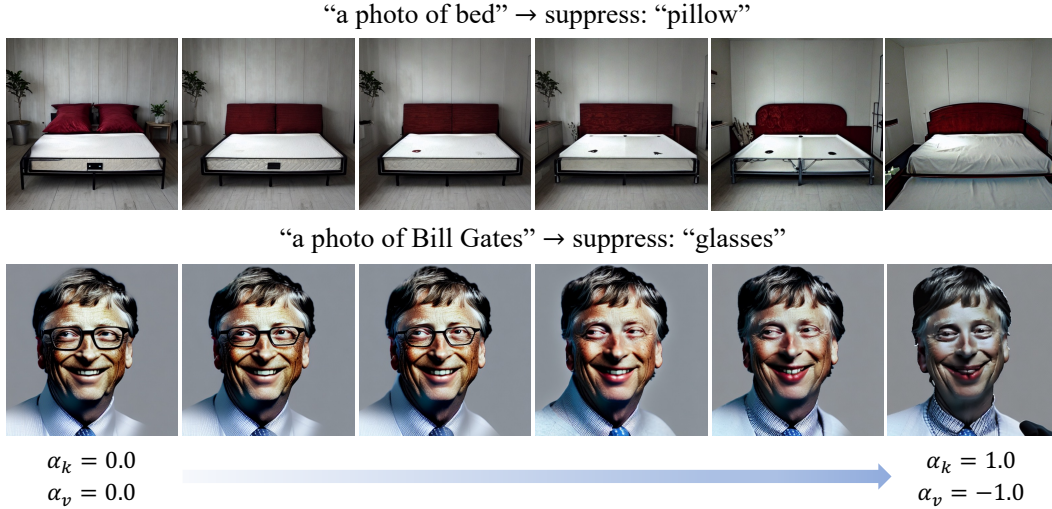 “a photo of bed” → suppress: “pillow”
“a photo of Bill Gates” → suppress: “glasses”
αₖ = 0.0
αᵥ = 0.0
αₖ = 1.0
αᵥ = −1.0